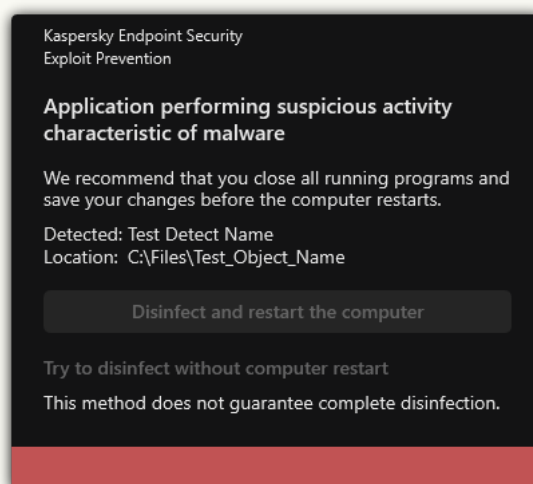 Kaspersky Endpoint Security
Exploit Prevention
Application performing suspicious activity
characteristic of malware
We recommend that you close all running programs and
save your changes before the computer restarts.
Detected: Test Detect Name
Location: C:\Files\Test_Object_Name
Disinfect and restart the computer
Try to disinfect without computer restart
This method does not guarantee complete disinfection.